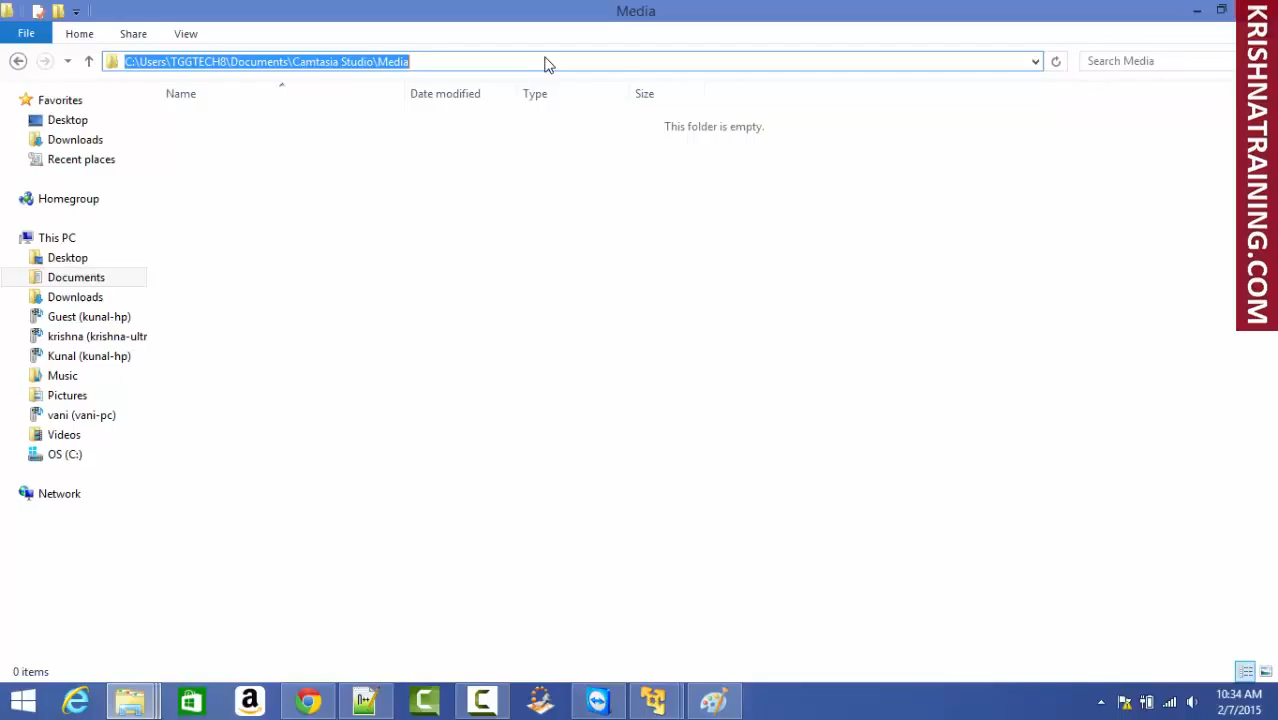 Media
File Home Share View
C:\Users\TGGTECH8\Documents\Camtasia Studio\Media
Search Media
Name Date modified Type Size
This folder is empty.
Favorites
Desktop
Downloads
Recent places
Homegroup
This PC
Desktop
Documents
Downloads
Guest (kunal-hp)
krishna (krishna-ultr
Kunal (kunal-hp)
Music
Pictures
vani (vani-pc)
Videos
OS (C:)
Network
0 items
10:34 AM
2/7/2015
KRISHNATRAINING.COM